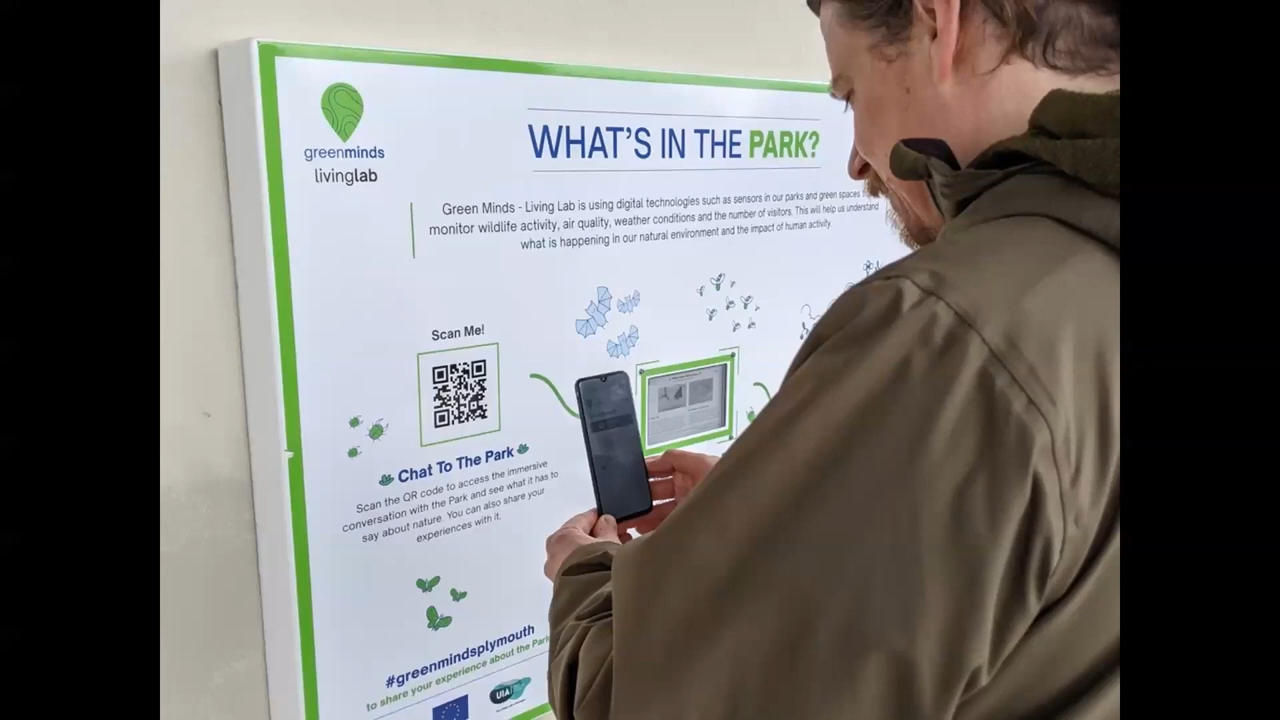 greenminds
livinglab
WHAT'S IN THE PARK?
Green Minds - Living Lab is using digital technologies such as sensors in our parks and green spaces
monitor wildlife activity, air quality, weather conditions and the number of visitors. This will help us understand
what is happening in our natural environment and the impact of human activity.
Scan Me!
Chat To The Park
Scan the QR code to access the immersive
conversation with the Park and see what it has to
say about nature. You can also share your
experiences with it.
#greenmindsplymouth
to share your experience about the Park
UIA